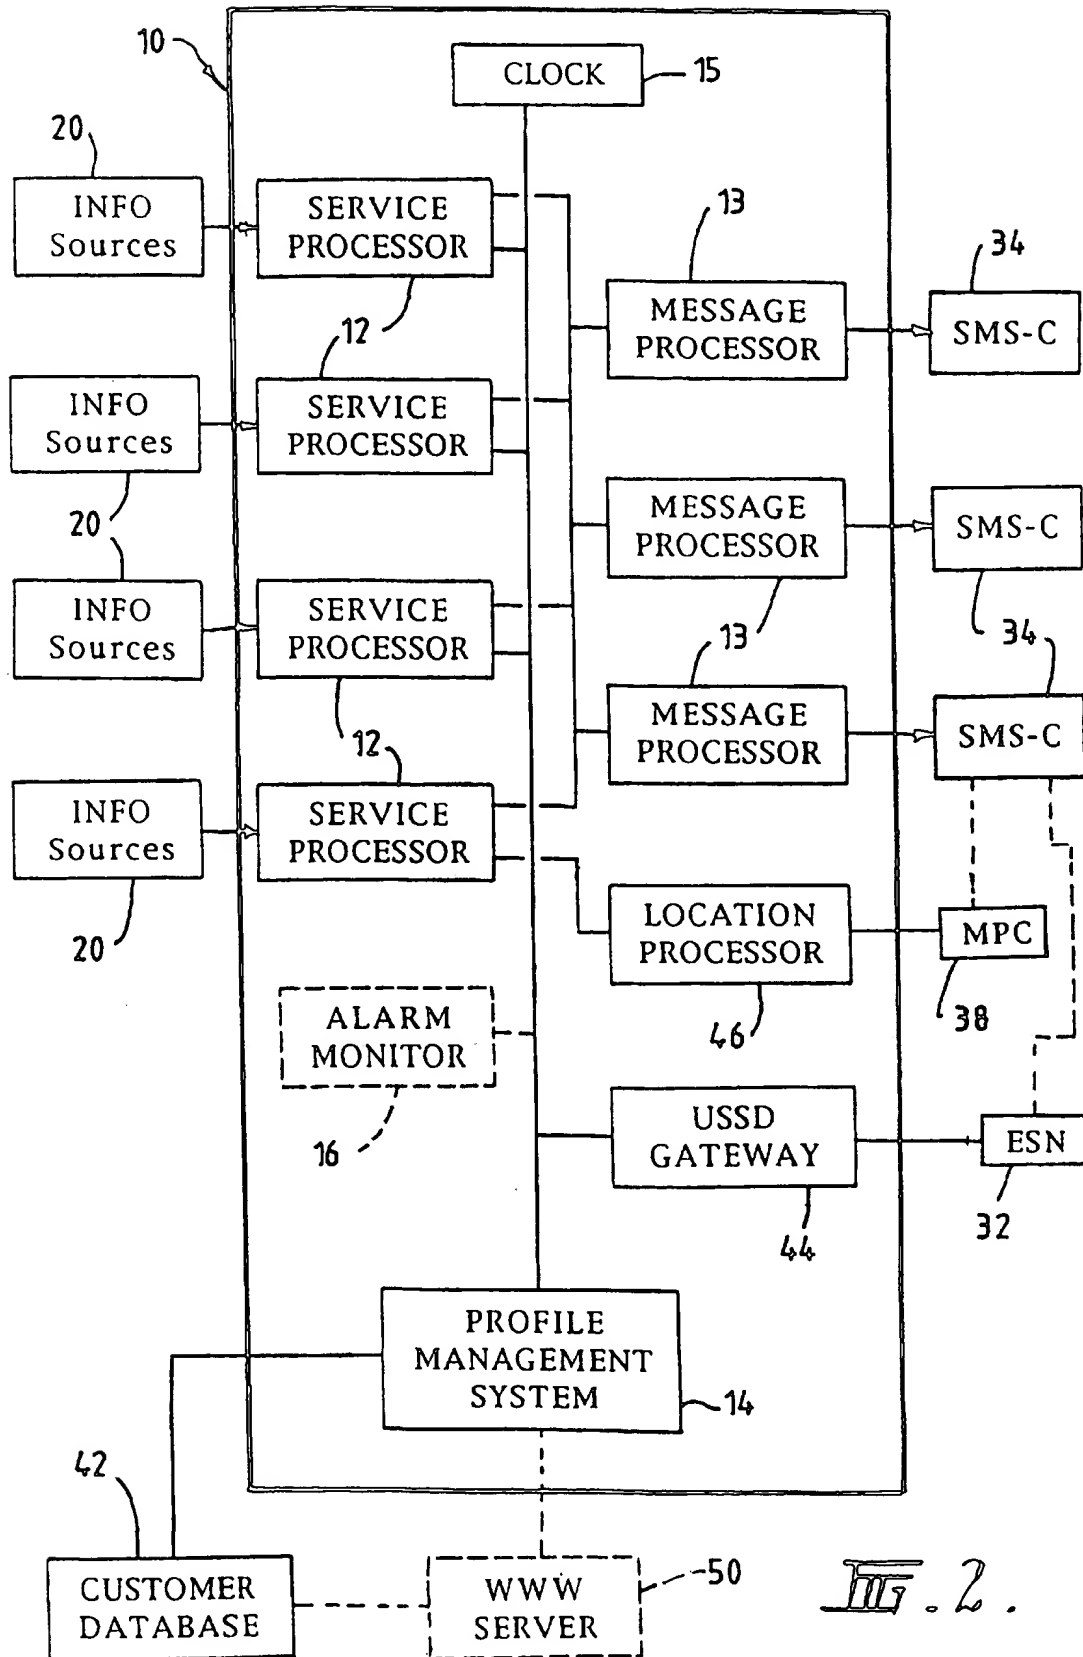 10
CLOCK
15
20
INFO
Sources
SERVICE
PROCESSOR
13
34
12
MESSAGE
PROCESSOR
SMS-C
INFO
Sources
SERVICE
PROCESSOR
20
MESSAGE
PROCESSOR
SMS-C
INFO
Sources
SERVICE
PROCESSOR
13
34
12
MESSAGE
PROCESSOR
SMS-C
INFO
Sources
SERVICE
PROCESSOR
20
LOCATION
PROCESSOR
MPC
46
38
ALARM
MONITOR
16
USSD
GATEWAY
ESN
44
32
PROFILE
MANAGEMENT
SYSTEM
14
42
CUSTOMER
DATABASE
WWW
SERVER
50
FIG. 2.